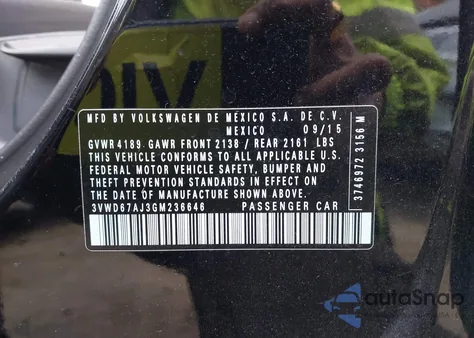 VIV
MFD BY VOLKSWAGEN DE MEXICO S.A. DE C.V.
MEXICO 09/15
GVWR 4189 GAWR FRONT 2138 / REAR 2161 LBS
THIS VEHICLE CONFORMS TO ALL APPLICABLE U.S.
FEDERAL MOTOR VEHICLE SAFETY, BUMPER AND
THEFT PREVENTION STANDARDS IN EFFECT ON
THE DATE OF MANUFACTURE SHOWN ABOVE.
3VWD67AJ3GM236646 PASSENGER CAR
3746972 3156 M
autoSnap